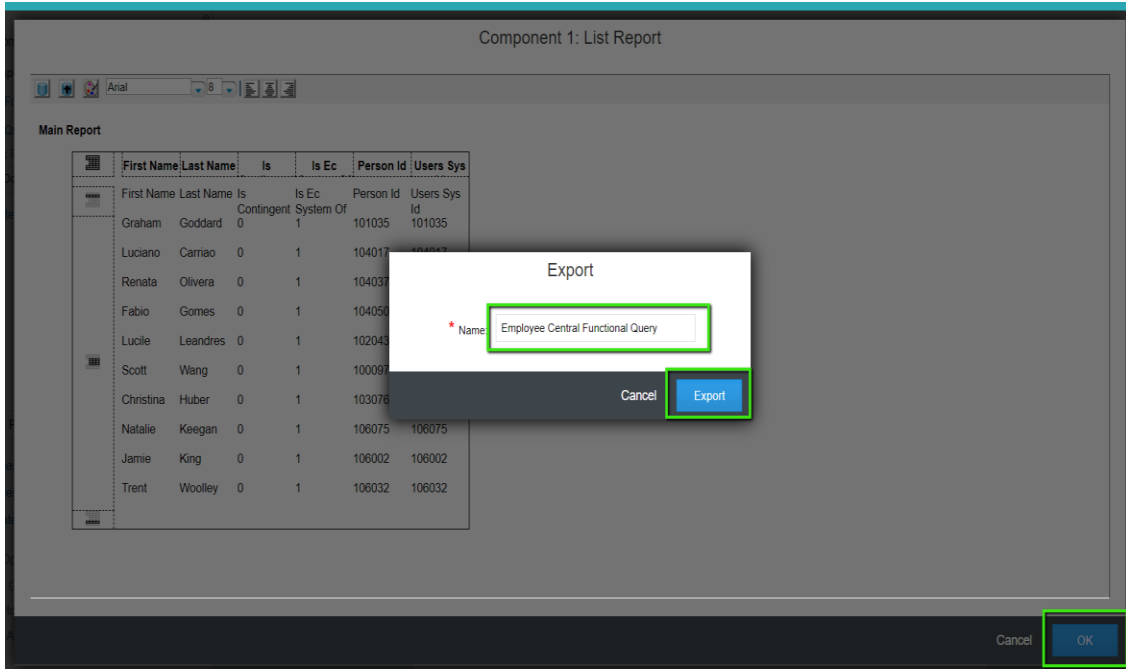 Component 1: List Report
Arial 8
Main Report
First Name Last Name Is Is Ec Person Id Users Sys
First Name Last Name Is Is Ec Person Id Users Sys
Contingent System Of Id
Graham Goddard 0 1 101035 101035
Luciano Carriao 0 1 104017 104017
Renata Olivera 0 1 104037
Fabio Gomes 0 1 104050
Lucile Leandres 0 1 102043
Scott Wang 0 1 100097
Christina Huber 0 1 103076
Natalie Keegan 0 1 106075 106075
Jamie King 0 1 106002 106002
Trent Woolley 0 1 106032 106032
Export
* Name: Employee Central Functional Query
Cancel Export
Cancel OK